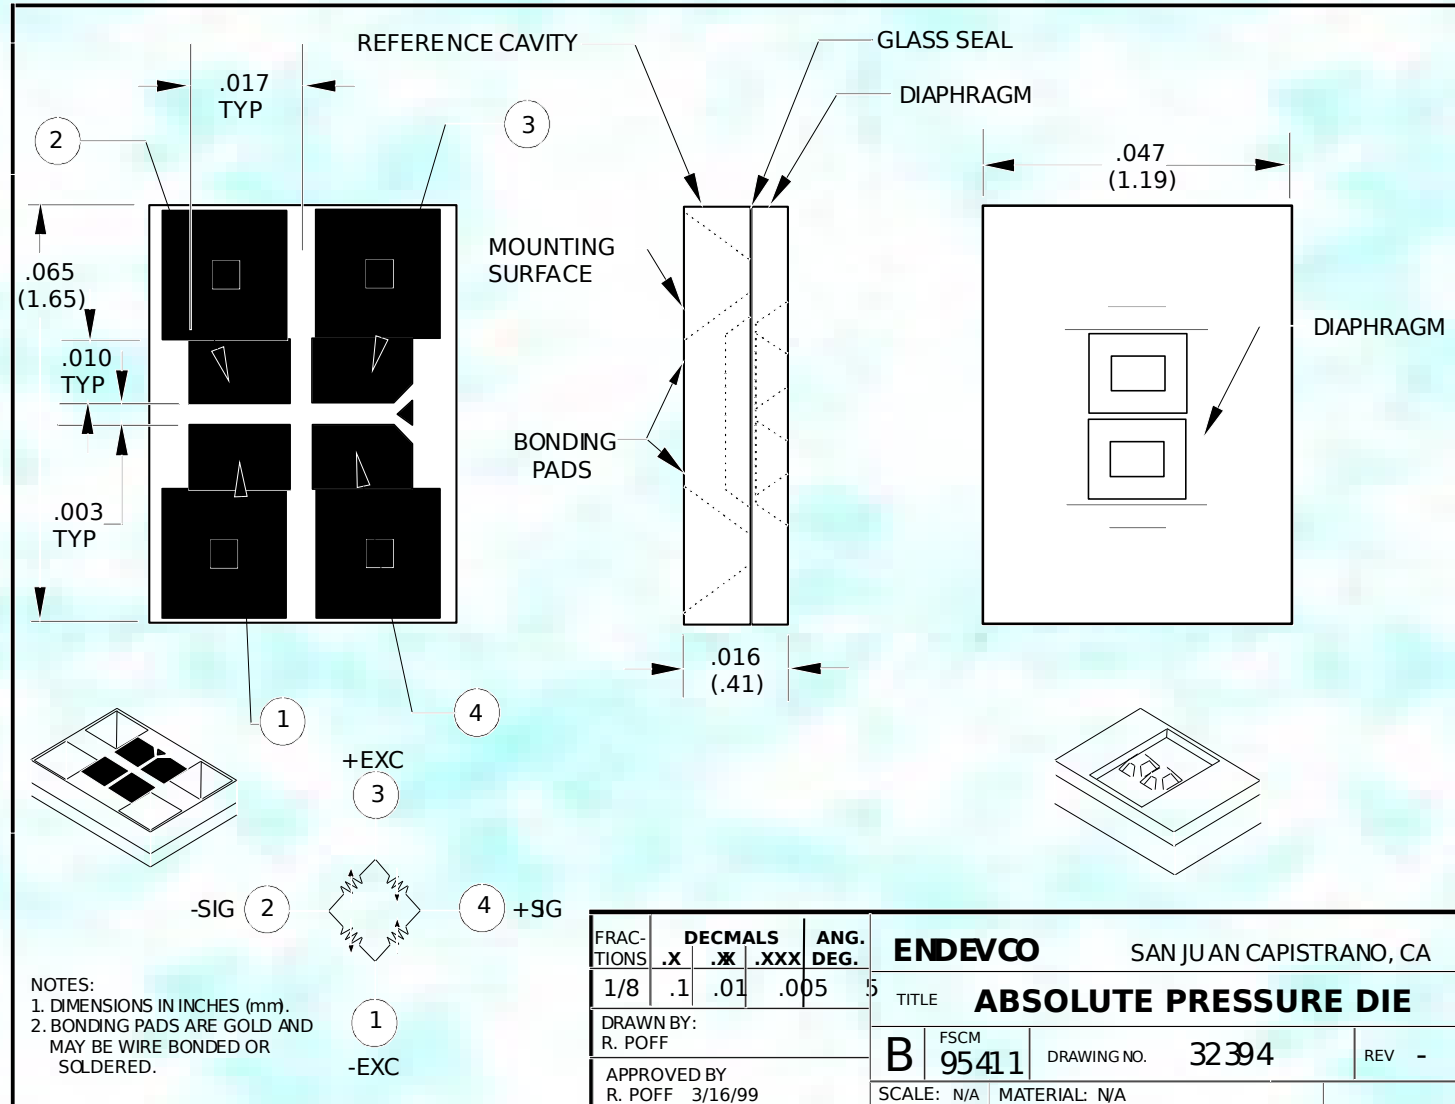 REFERENCE CAVITY
GLASS SEAL
DIAPHRAGM
.017
TYP
2
3
.047
(1.19)
MOUNTING
SURFACE
.065
(1.65)
.010
TYP
DIAPHRAGM
BONDING
PADS
.003
TYP
.016
(.41)
1
4
+EXC
3
-SIG 2
4 +SIG
1
-EXC
NOTES:
1. DIMENSIONS IN INCHES (mm).
2. BONDING PADS ARE GOLD AND
MAY BE WIRE BONDED OR
SOLDERED.
FRAC-
TIONS
DECMALS
.X .XX .XXX
ANG.
DEG.
1/8 .1 .01 .005 5
DRAWN BY:
R. POFF
APPROVED BY
R. POFF 3/16/99
ENDEVCO SAN JUAN CAPISTRANO, CA
TITLE ABSOLUTE PRESSURE DIE
B FSCM
95411
DRAWING NO. 32394
REV -
SCALE: N/A MATERIAL: N/A